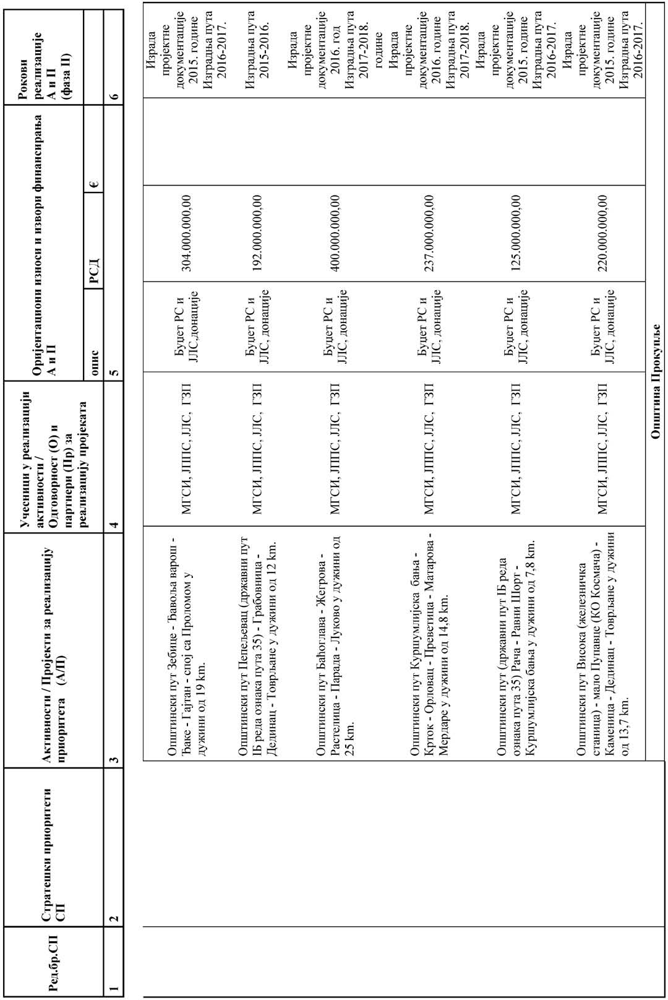 Ред.бр.СП
Стратешки приоритети
СП
Активности / Пројекти за реализацију
приоритета (А/П)
Учесници у реализацији
активности /
Одговорност (О) и
партнери (Пр) за
реализацију пројеката
Оријентациони износи и извори финансирања
А и П
опис
РСД
€
Рокови
реализације
А и П
(фаза II)
1
2
3
4
5
6
Општински пут Зебице - Ђавоља варош -
Ђаке - Гајтан - спој са Проломом у
дужини од 19 km.
МГСИ, ЈППС, ЈЛС, ГЗП
Буџет РС и
ЈЛС,донације
304.000.000,00
Израда
пројектне
документације
2015. године
Изградња пута
2016-2017.
Општински пут Пепељевац (државни пут
IБ реда ознака пута 35) - Грабовница -
Дединац - Товрљане у дужини од 12 km.
МГСИ, ЈППС, ЈЛС, ГЗП
Буџет РС и
ЈЛС, донације
192.000.000,00
Изградња пута
2015-2016.
Општински пут Баћоглава - Жегрова -
Растелица - Парада - Луково у дужини од
25 km.
МГСИ, ЈППС, ЈЛС, ГЗП
Буџет РС и
ЈЛС, донације
400.000.000,00
Израда
пројектне
документације
2016. год
Изградња пута
2017-2018.
године
Општински пут Куршумлијска бања -
Крток - Орловац - Преветица - Матарова -
Мердаре у дужини од 14,8 km.
МГСИ, ЈППС, ЈЛС, ГЗП
Буџет РС и
ЈЛС, донације
237.000.000,00
Израда
пројектне
документације
2016. године
Изградња пута
2017-2018.
Општински пут (државни пут IБ реда
ознака пута 35) Рача - Равни Шорт -
Куршумлијска бања у дужини од 7,8 km.
МГСИ, ЈППС, ЈЛС, ГЗП
Буџет РС и
ЈЛС, донације
125.000.000,00
Израда
пројектне
документације
2015. године
Изградња пута
2016-2017.
Општински пут Висока (железничка
станица) - мало Пупавце (КО Космача) -
Каменица - Дединац - Товрљане у дужини
од 13,7 km.
МГСИ, ЈППС, ЈЛС, ГЗП
Буџет РС и
ЈЛС, донације
220.000.000,00
Израда
пројектне
документације
2015. године
Изградња пута
2016-2017.
Општина Прокупље